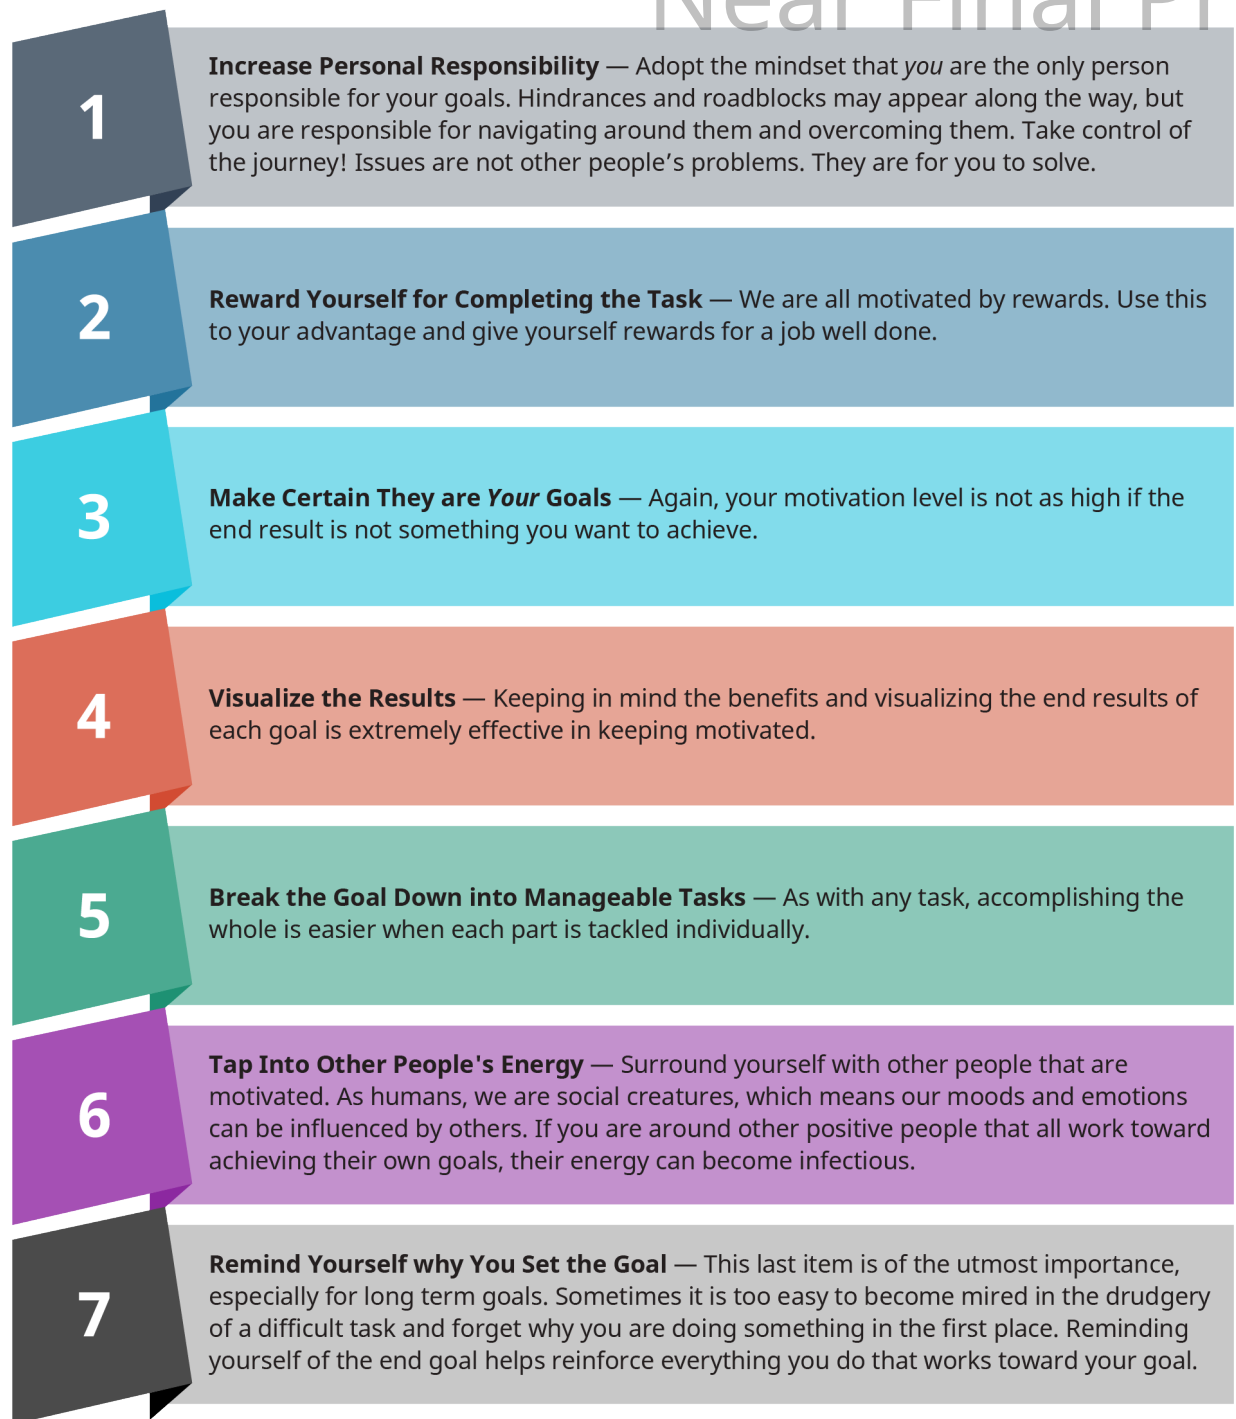 Near Final Pr
1
Increase Personal Responsibility — Adopt the mindset that you are the only person
responsible for your goals. Hindrances and roadblocks may appear along the way, but
you are responsible for navigating around them and overcoming them. Take control of
the journey! Issues are not other people’s problems. They are for you to solve.
2
Reward Yourself for Completing the Task — We are all motivated by rewards. Use this
to your advantage and give yourself rewards for a job well done.
3
Make Certain They are Your Goals — Again, your motivation level is not as high if the
end result is not something you want to achieve.
4
Visualize the Results — Keeping in mind the benefits and visualizing the end results of
each goal is extremely effective in keeping motivated.
5
Break the Goal Down into Manageable Tasks — As with any task, accomplishing the
whole is easier when each part is tackled individually.
6
Tap Into Other People's Energy — Surround yourself with other people that are
motivated. As humans, we are social creatures, which means our moods and emotions
can be influenced by others. If you are around other positive people that all work toward
achieving their own goals, their energy can become infectious.
7
Remind Yourself why You Set the Goal — This last item is of the utmost importance,
especially for long term goals. Sometimes it is too easy to become mired in the drudgery
of a difficult task and forget why you are doing something in the first place. Reminding
yourself of the end goal helps reinforce everything you do that works toward your goal.